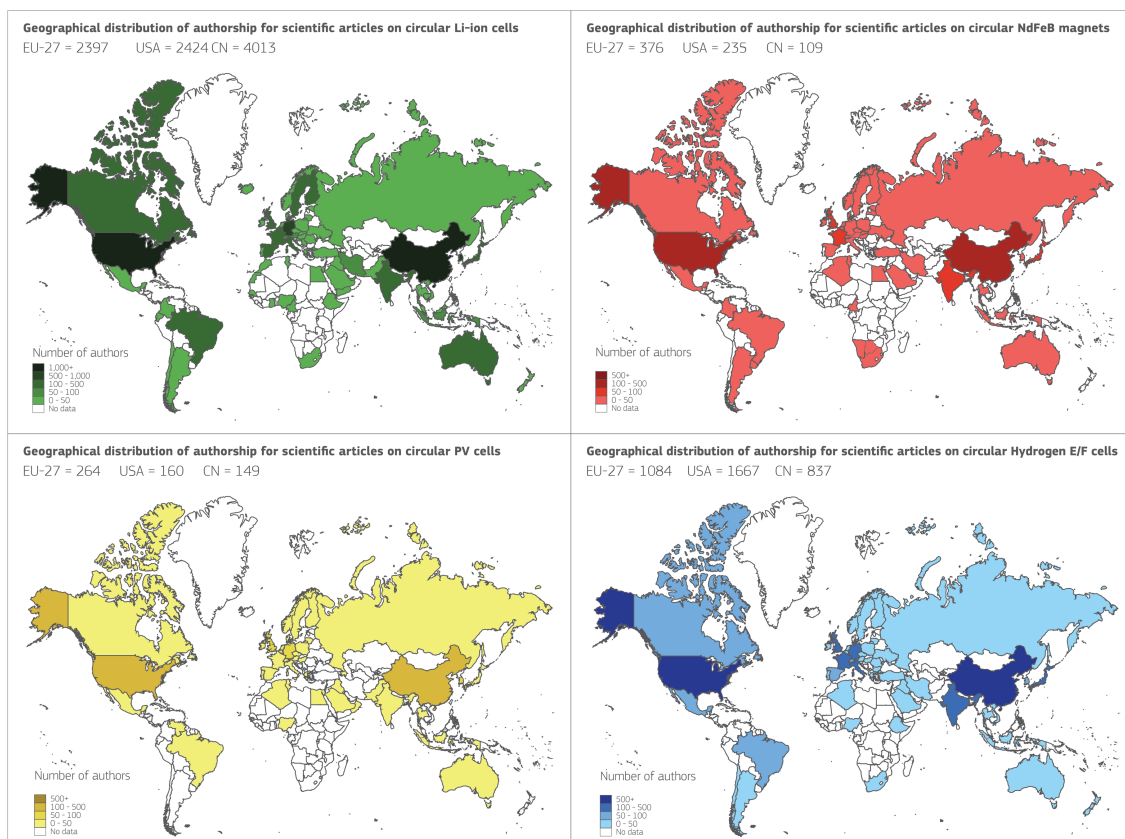 Geographical distribution of authorship for scientific articles on circular Li-ion cells
EU-27 = 2397 USA = 2424 CN = 4013
Number of authors
1,000+
500 - 1,000
100 - 500
50 - 100
0 - 50
No data
Geographical distribution of authorship for scientific articles on circular NdFeB magnets
EU-27 = 376 USA = 235 CN = 109
Number of authors
500+
100 - 500
50 - 100
0 - 50
No data
Geographical distribution of authorship for scientific articles on circular PV cells
EU-27 = 264 USA = 160 CN = 149
Number of authors
500+
100 - 500
50 - 100
0 - 50
No data
Geographical distribution of authorship for scientific articles on circular Hydrogen E/F cells
EU-27 = 1084 USA = 1667 CN = 837
Number of authors
500+
100 - 500
50 - 100
0 - 50
No data